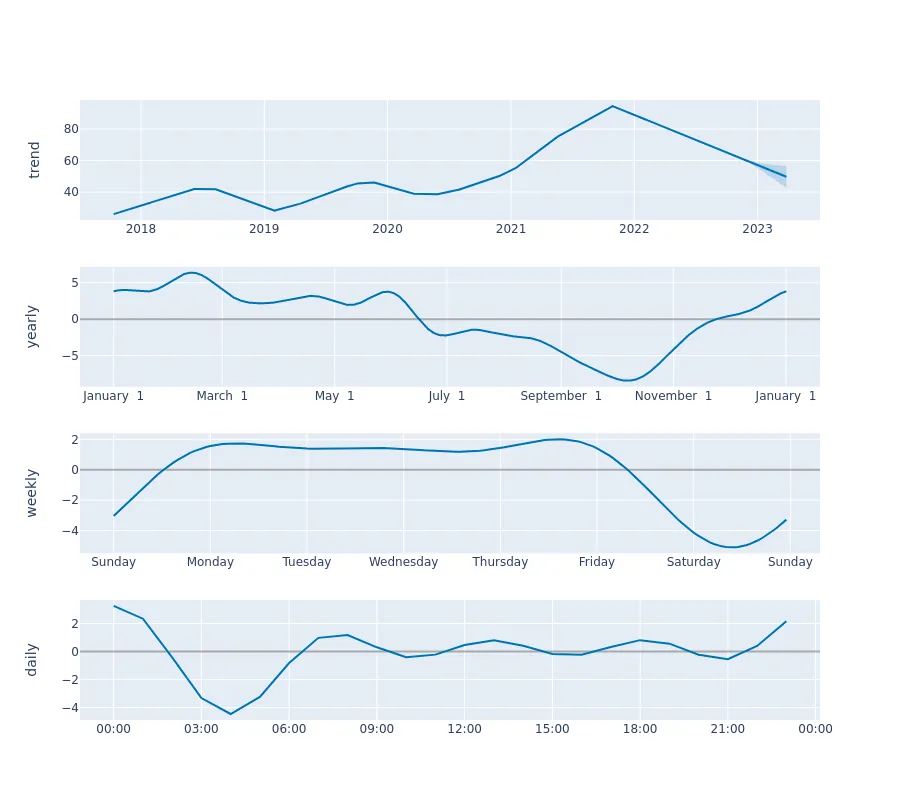 trend
80
60
40
2018 2019 2020 2021 2022 2023
yearly
5
0
−5
January 1 March 1 May 1 July 1 September 1 November 1 January 1
weekly
2
0
−2
−4
Sunday Monday Tuesday Wednesday Thursday Friday Saturday Sunday
daily
2
0
−2
−4
00:00 03:00 06:00 09:00 12:00 15:00 18:00 21:00 00:00